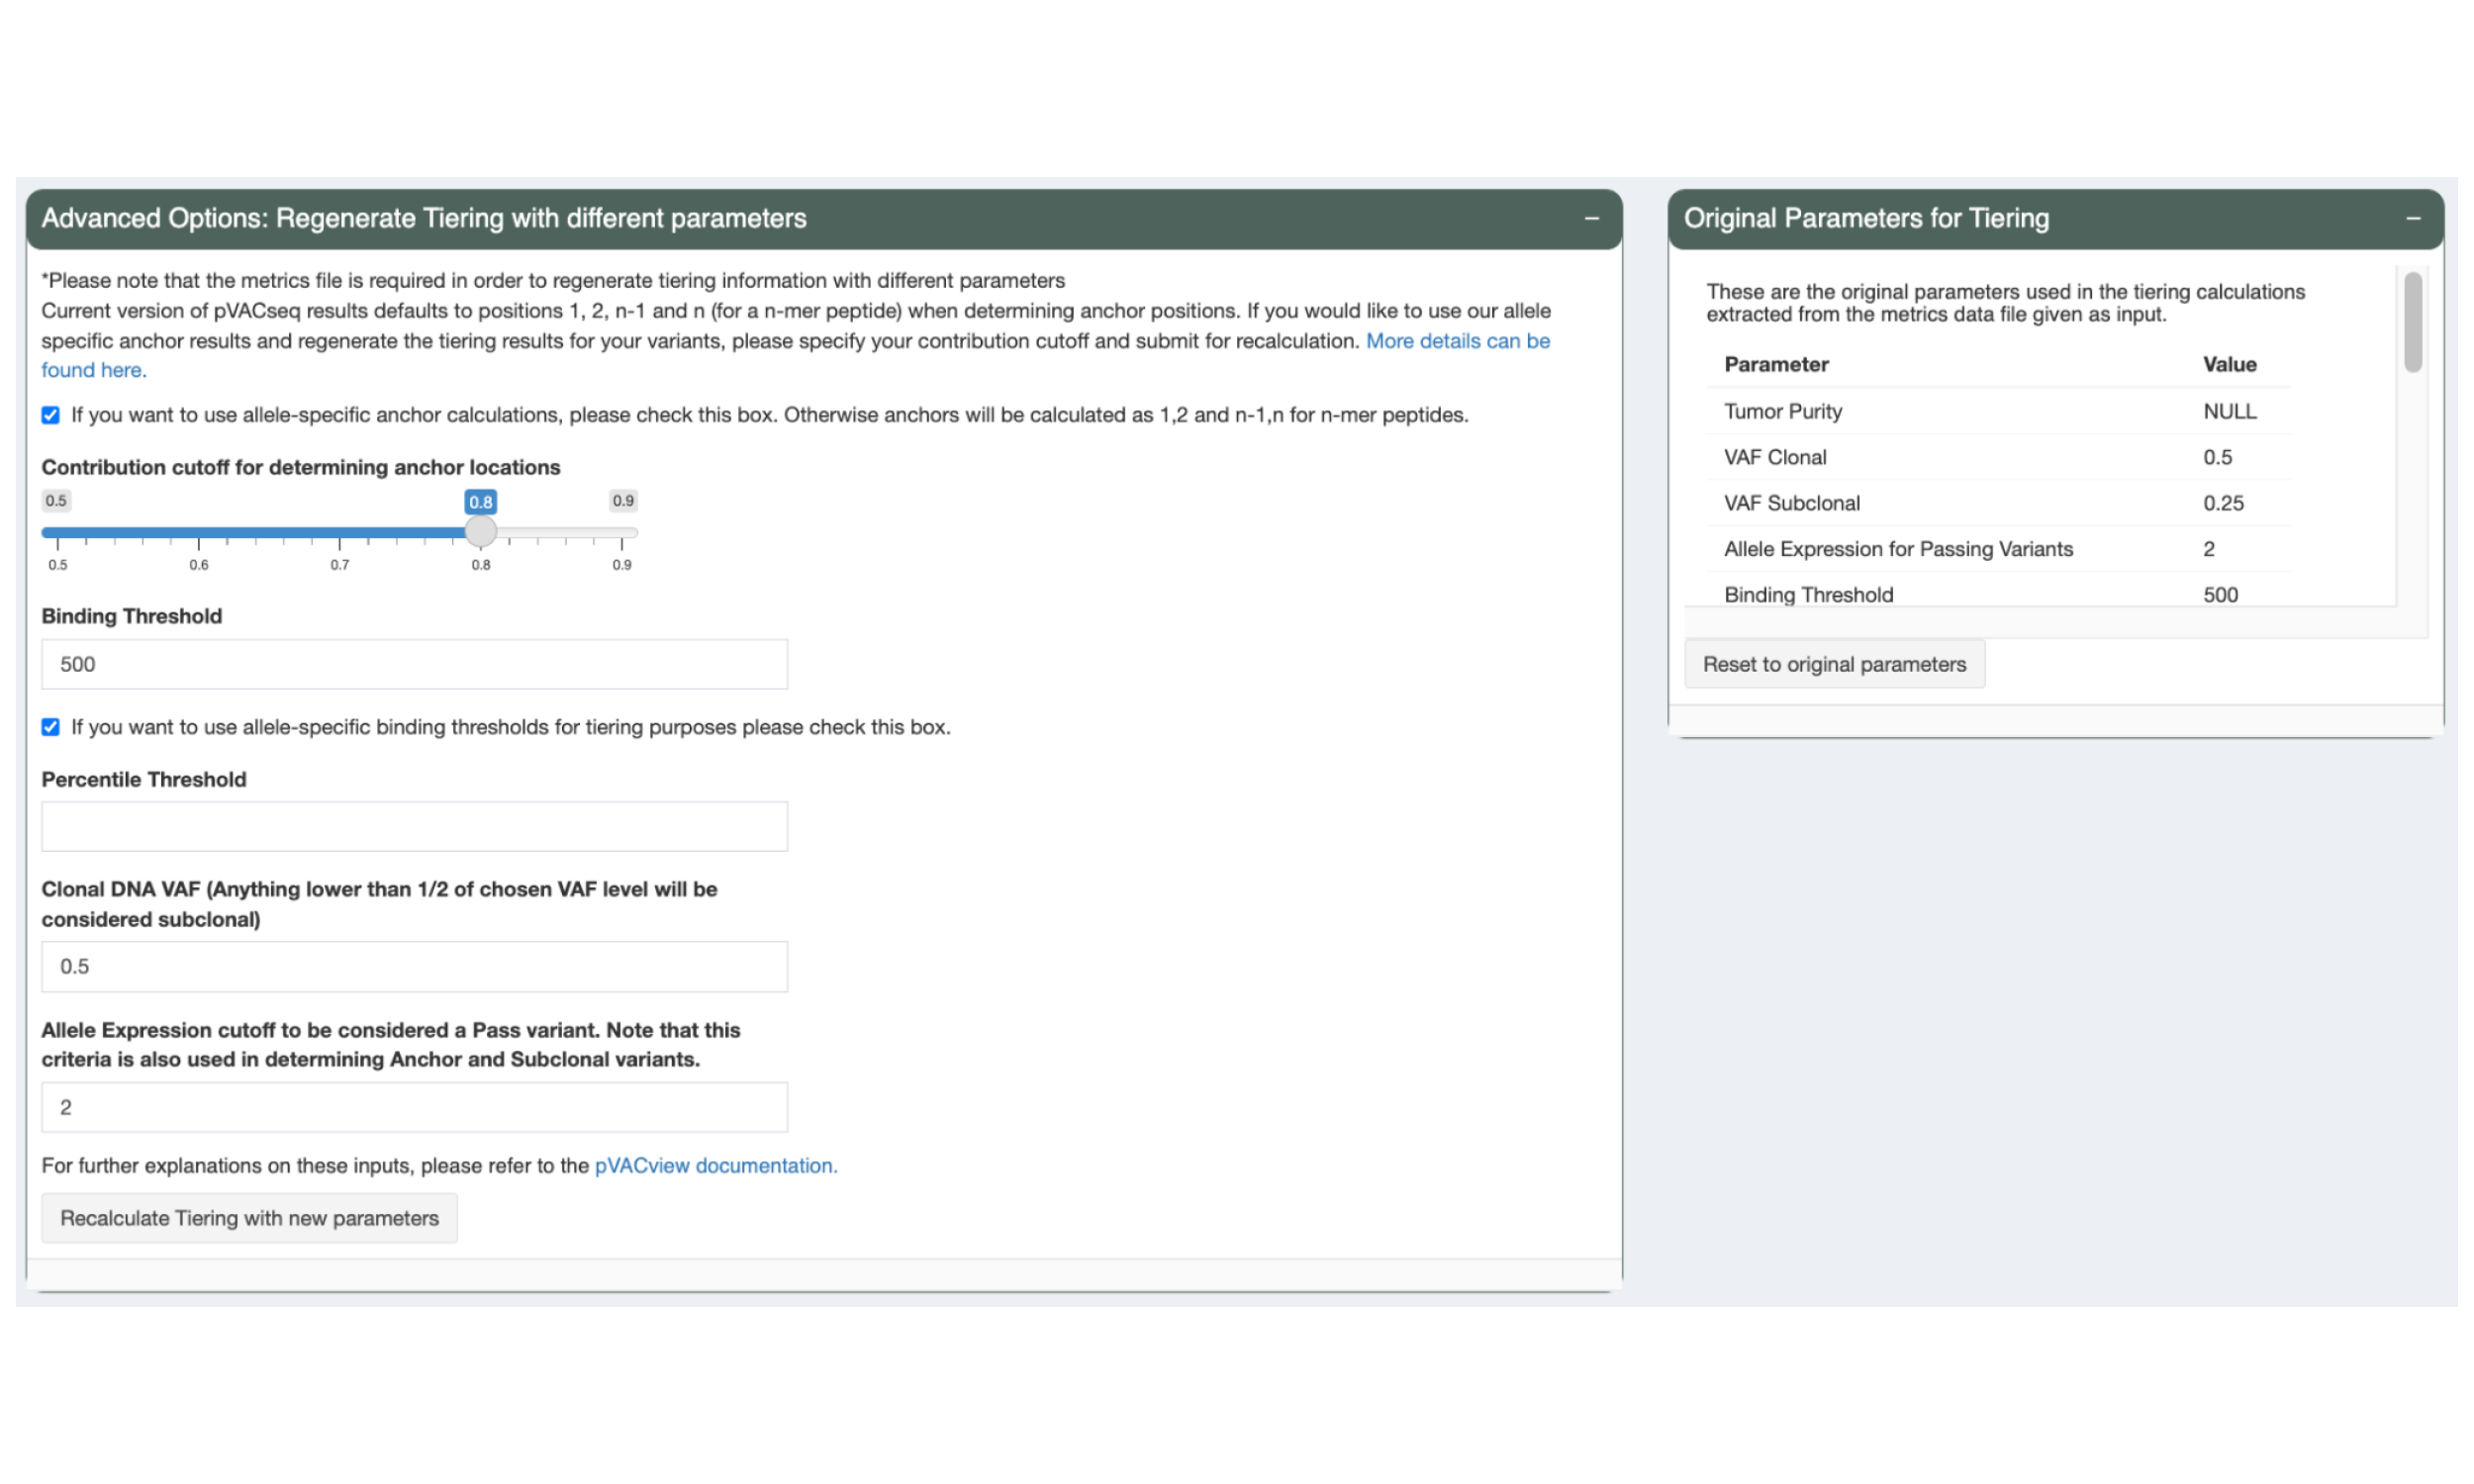 Advanced Options: Regenerate Tiering with different parameters
*Please note that the metrics file is required in order to regenerate tiering information with different parameters
Current version of pVACseq results defaults to positions 1, 2, n-1 and n (for a n-mer peptide) when determining anchor positions. If you would like to use our allele
specific anchor results and regenerate the tiering results for your variants, please specify your contribution cutoff and submit for recalculation. More details can be
found here.
If you want to use allele-specific anchor calculations, please check this box. Otherwise anchors will be calculated as 1,2 and n-1,n for n-mer peptides.
Contribution cutoff for determining anchor locations
0.5 0.8 0.9
0.5 0.6 0.7 0.8 0.9
Binding Threshold
500
If you want to use allele-specific binding thresholds for tiering purposes please check this box.
Percentile Threshold
Clonal DNA VAF (Anything lower than 1/2 of chosen VAF level will be
considered subclonal)
0.5
Allele Expression cutoff to be considered a Pass variant. Note that this
criteria is also used in determining Anchor and Subclonal variants.
2
For further explanations on these inputs, please refer to the pVACview documentation.
Recalculate Tiering with new parameters
Original Parameters for Tiering
These are the original parameters used in the tiering calculations
extracted from the metrics data file given as input.
Parameter Value
Tumor Purity NULL
VAF Clonal 0.5
VAF Subclonal 0.25
Allele Expression for Passing Variants 2
Binding Threshold 500
Reset to original parameters